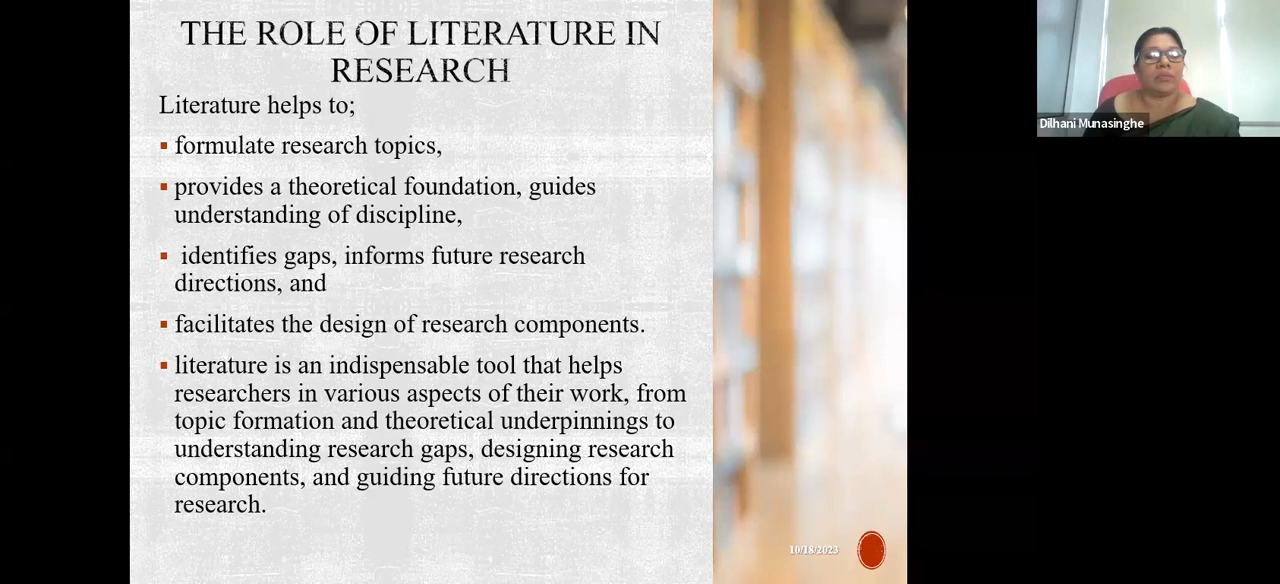 THE ROLE OF LITERATURE IN
RESEARCH
Literature helps to;
▪ formulate research topics,
▪ provides a theoretical foundation, guides
understanding of discipline,
▪ identifies gaps, informs future research
directions, and
▪ facilitates the design of research components.
▪ literature is an indispensable tool that helps
researchers in various aspects of their work, from
topic formation and theoretical underpinnings to
understanding research gaps, designing research
components, and guiding future directions for
research.
10/18/2023
Dilhani Munasinghe